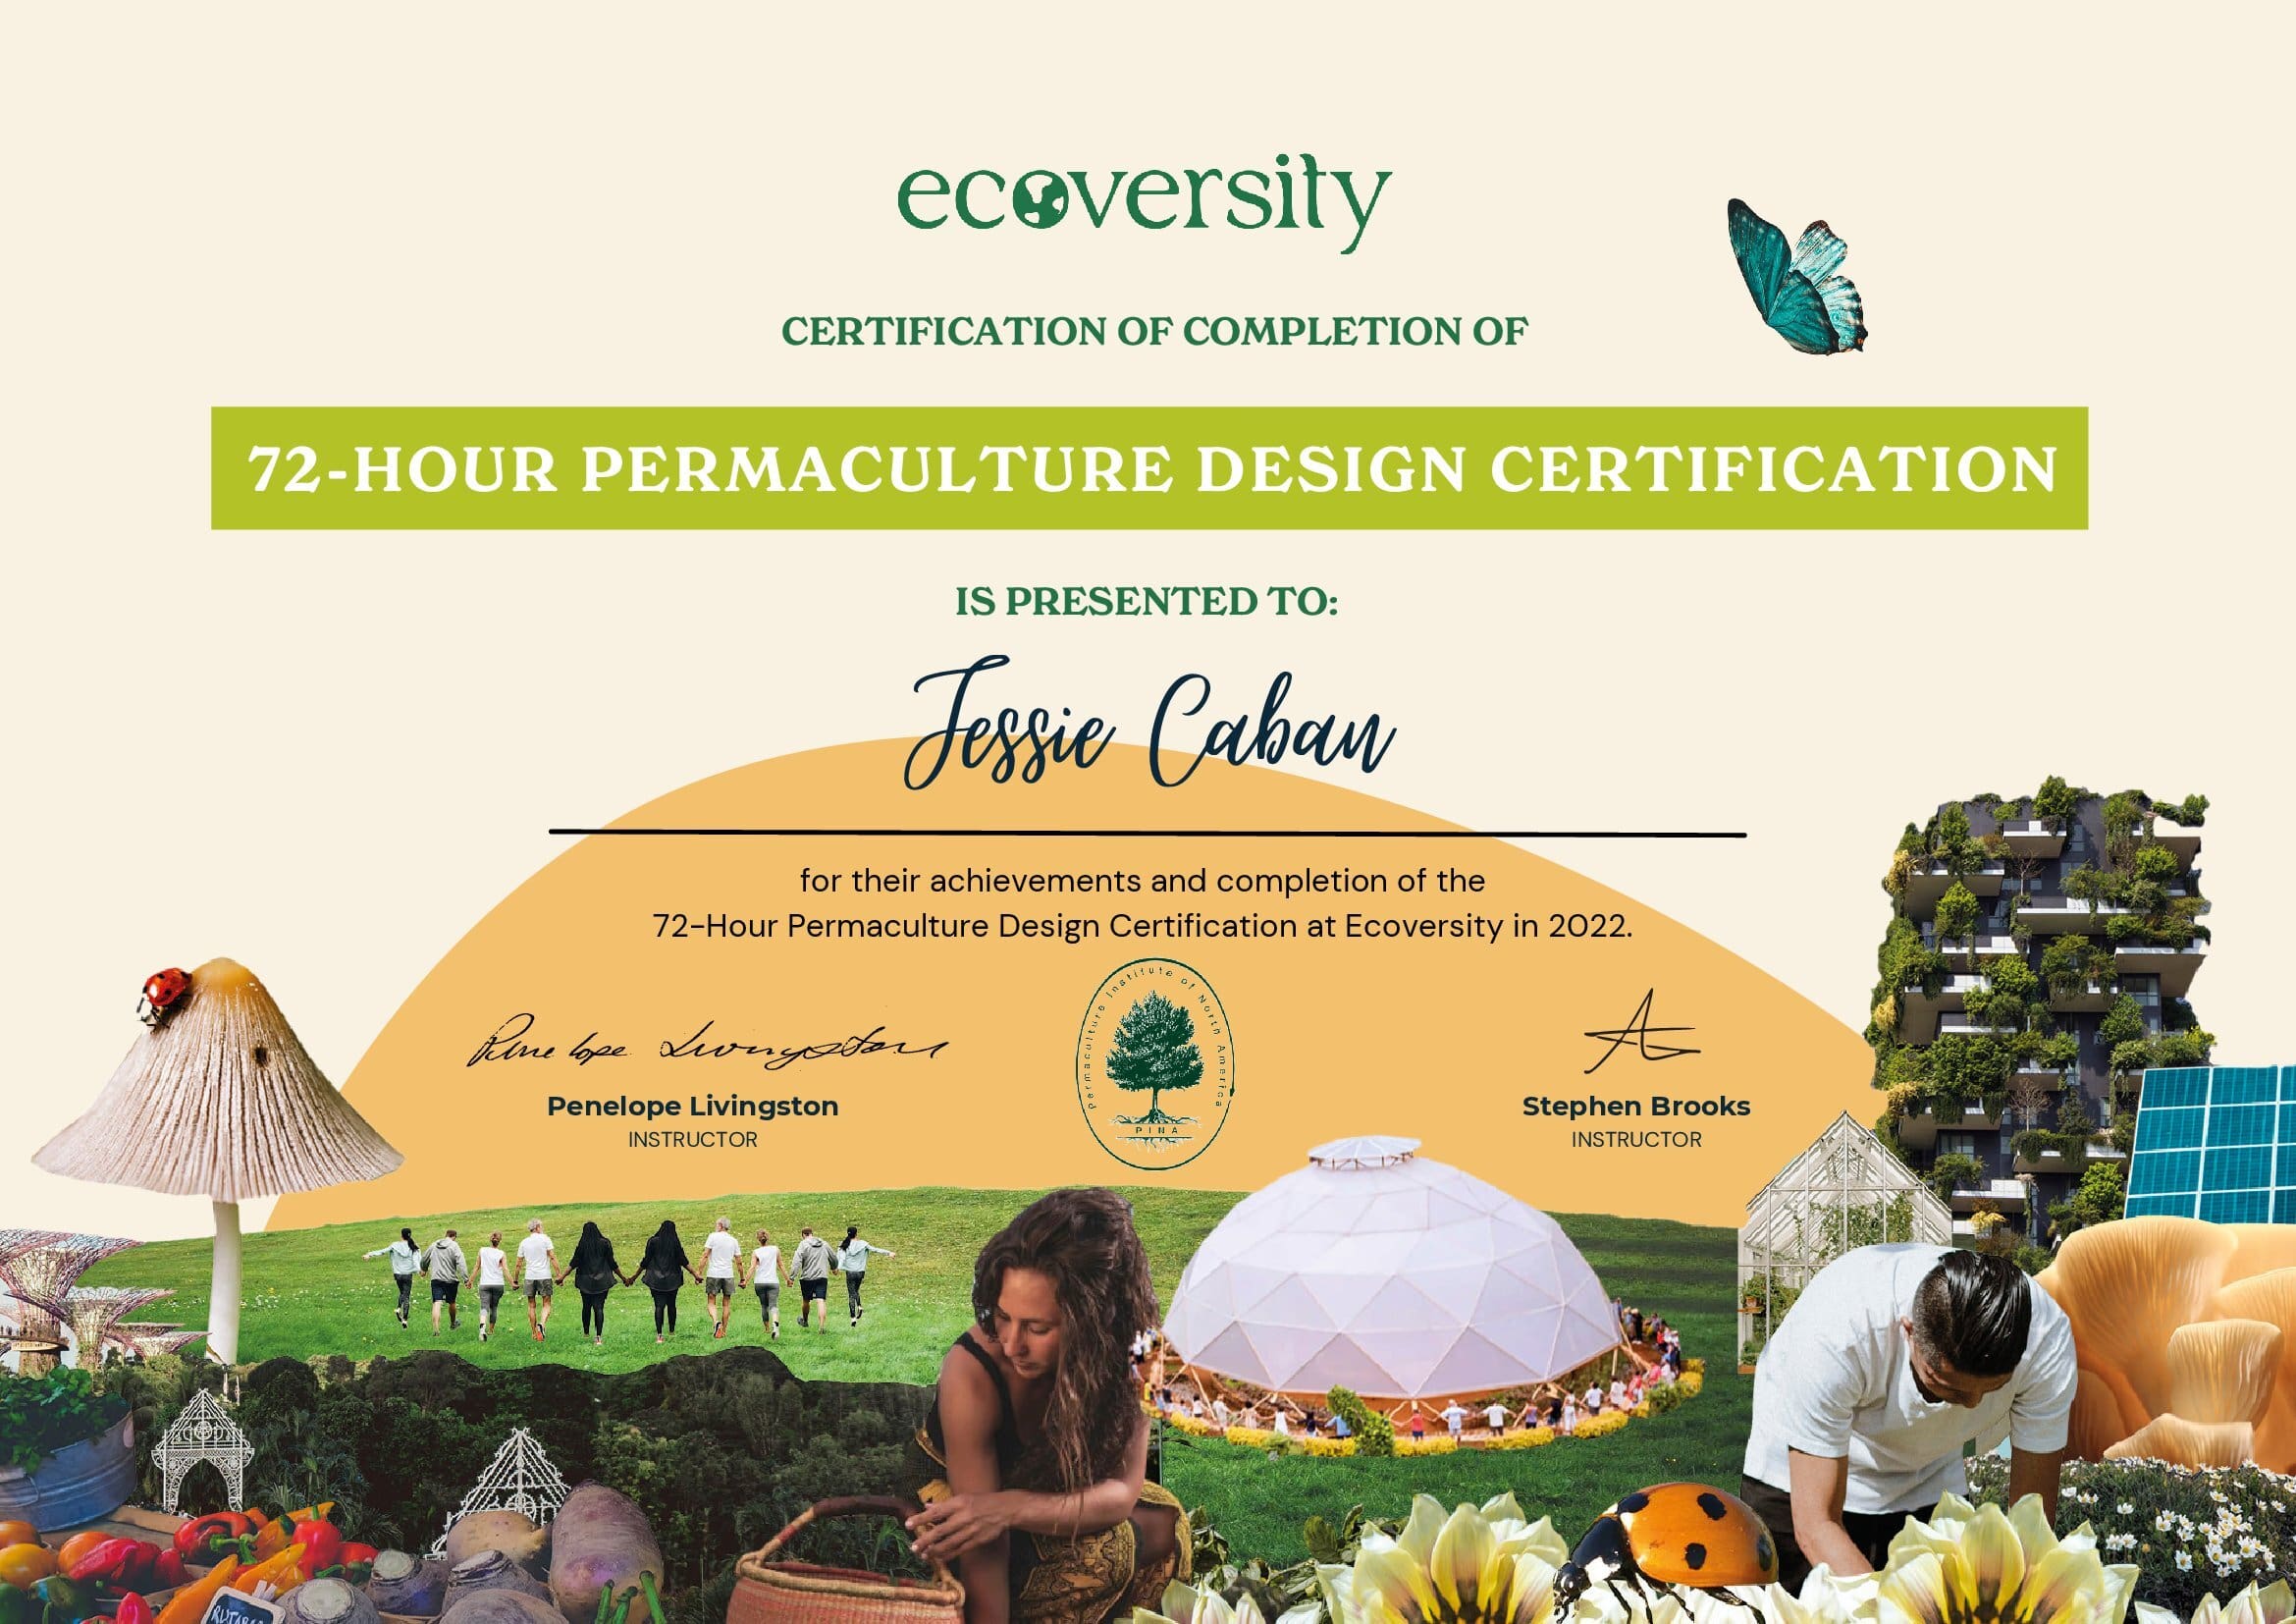 ecoversity
CERTIFICATION OF COMPLETION OF
72-HOUR PERMACULTURE DESIGN CERTIFICATION
IS PRESENTED TO:
Jessie Caban
for their achievements and completion of the
72-Hour Permaculture Design Certification at Ecoversity in 2022.
Penelope Livingston
Permaculture Institute of North America
PINA
Penelope Livingston
INSTRUCTOR
Stephen Brooks
INSTRUCTOR